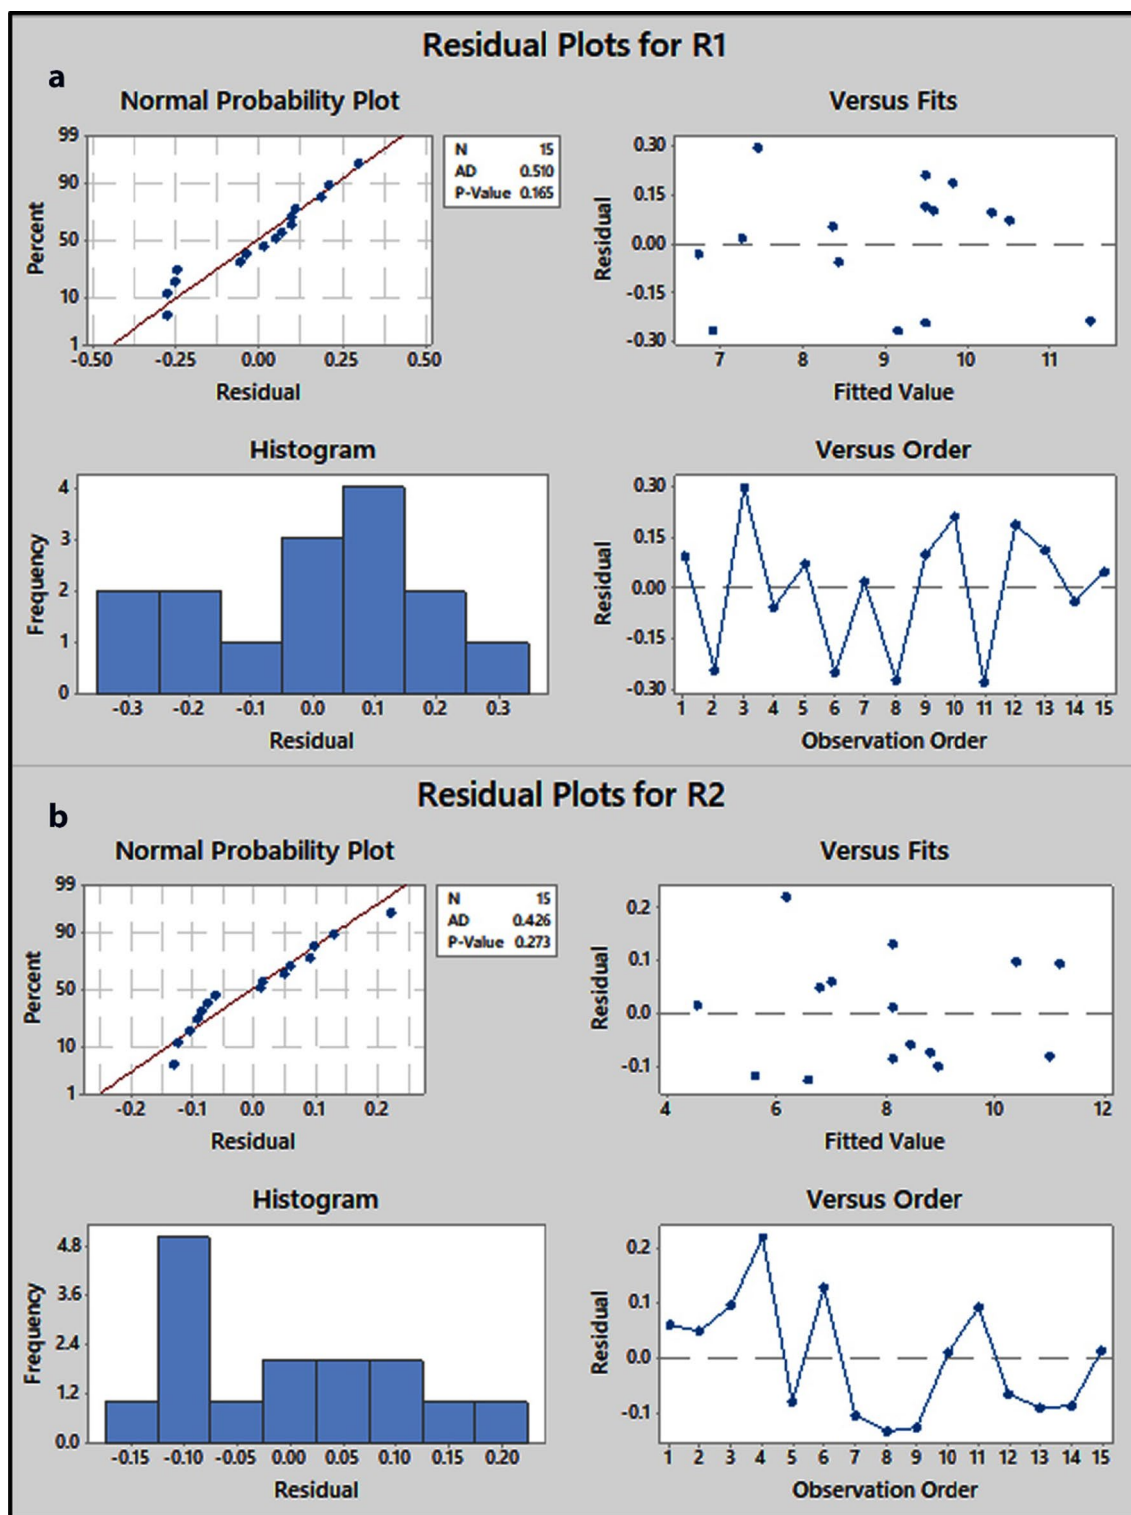 Residual Plots for R1
a
Normal Probability Plot
99
90
50
10
1
Percent
-0.50 -0.25 0.00 0.25 0.50
Residual
N 15
AD 0.510
P-Value 0.165
Versus Fits
0.30
0.15
0.00
-0.15
-0.30
Residual
7 8 9 10 11
Fitted Value
Histogram
4
3
2
1
0
Frequency
-0.3 -0.2 -0.1 0.0 0.1 0.2 0.3
Residual
Versus Order
0.30
0.15
0.00
-0.15
-0.30
Residual
1 2 3 4 5 6 7 8 9 10 11 12 13 14 15
Observation Order
Residual Plots for R2
b
Normal Probability Plot
99
90
50
10
1
Percent
-0.2 -0.1 0.0 0.1 0.2
Residual
N 15
AD 0.426
P-Value 0.273
Versus Fits
0.2
0.1
0.0
-0.1
Residual
4 6 8 10 12
Fitted Value
Histogram
4.8
3.6
2.4
1.2
0.0
Frequency
-0.15 -0.10 -0.05 0.00 0.05 0.10 0.15 0.20
Residual
Versus Order
0.2
0.1
0.0
-0.1
Residual
1 2 3 4 5 6 7 8 9 10 11 12 13 14 15
Observation Order